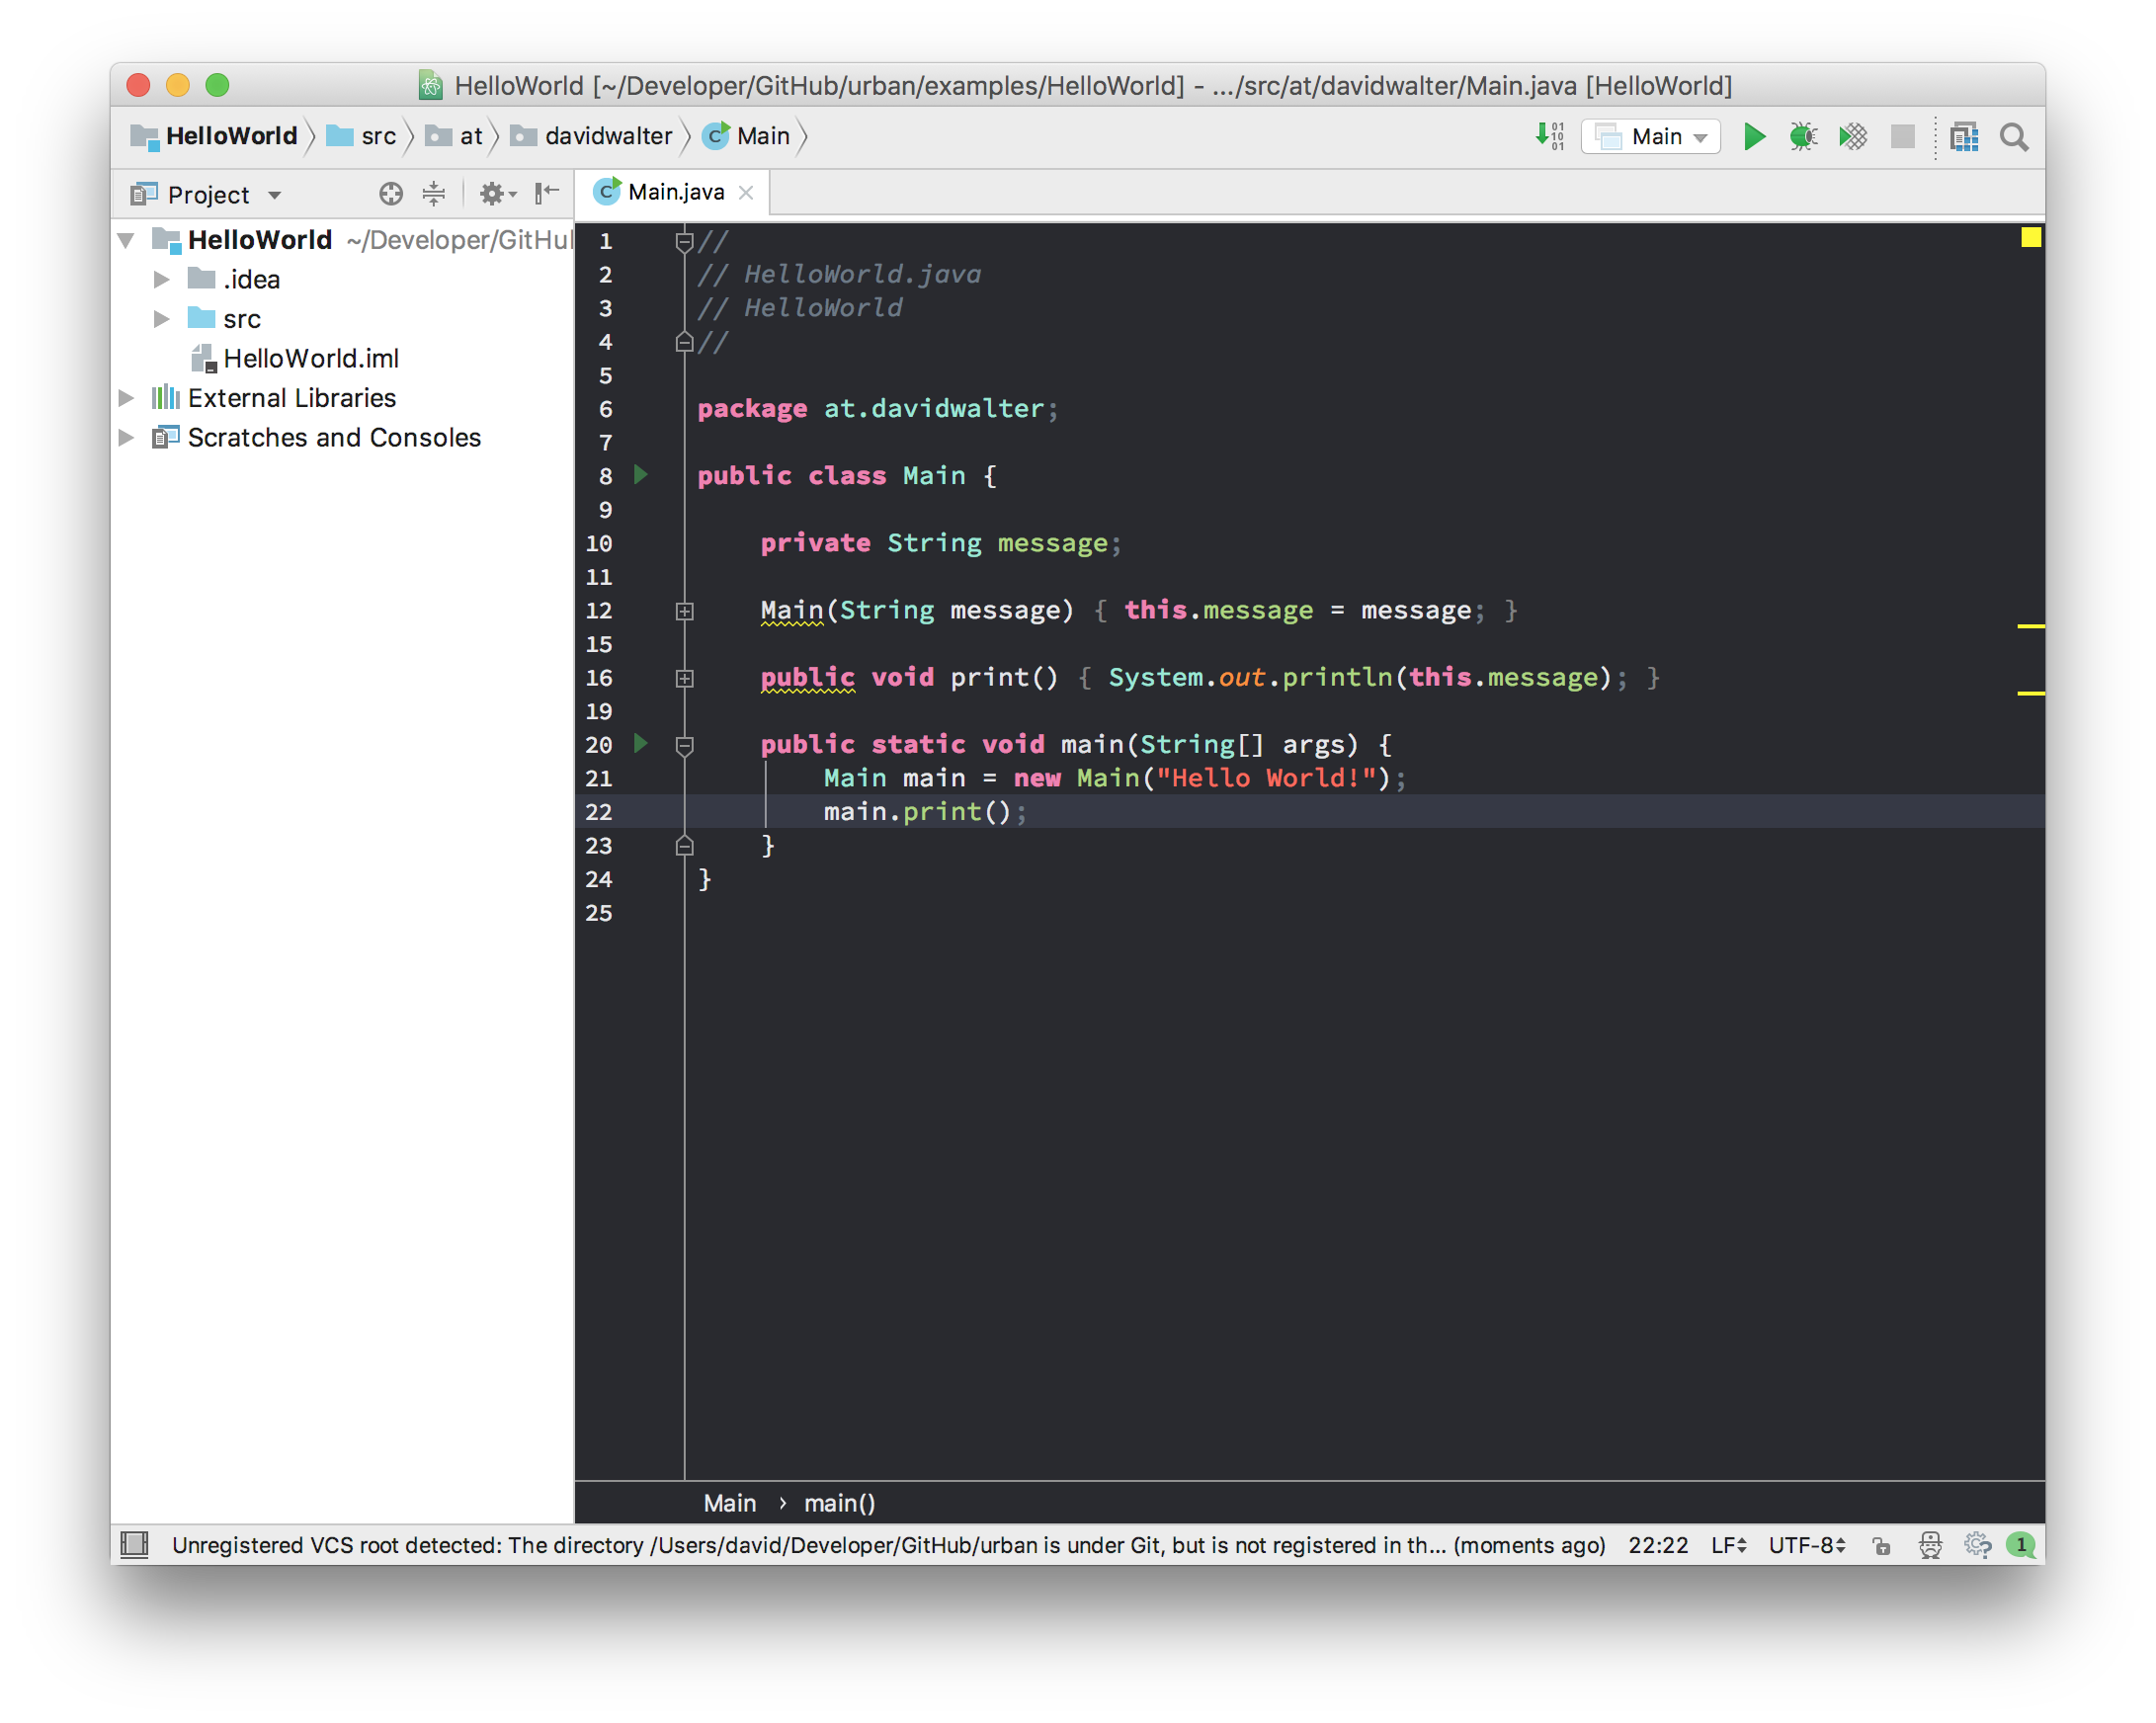 HelloWorld [~/Developer/GitHub/urban/examples/HelloWorld] - .../src/at/davidwalter/Main.java [HelloWorld]
HelloWorld src at davidwalter C Main 01 10 01 Main
Project
C Main.java
HelloWorld ~/Developer/GitHu
.idea
src
HelloWorld.iml
External Libraries
Scratches and Consoles
1 //
2 // HelloWorld.java
3 // HelloWorld
4 //
5
6 package at.davidwalter;
7
8 public class Main {
9
10 private String message;
11
12 Main(String message) { this.message = message; }
15
16 public void print() { System.out.println(this.message); }
19
20 public static void main(String[] args) {
21 Main main = new Main("Hello World!");
22 main.print();
23 }
24 }
25
Main › main()
Unregistered VCS root detected: The directory /Users/david/Developer/GitHub/urban is under Git, but is not registered in th... (moments ago) 22:22 LF UTF-8 1